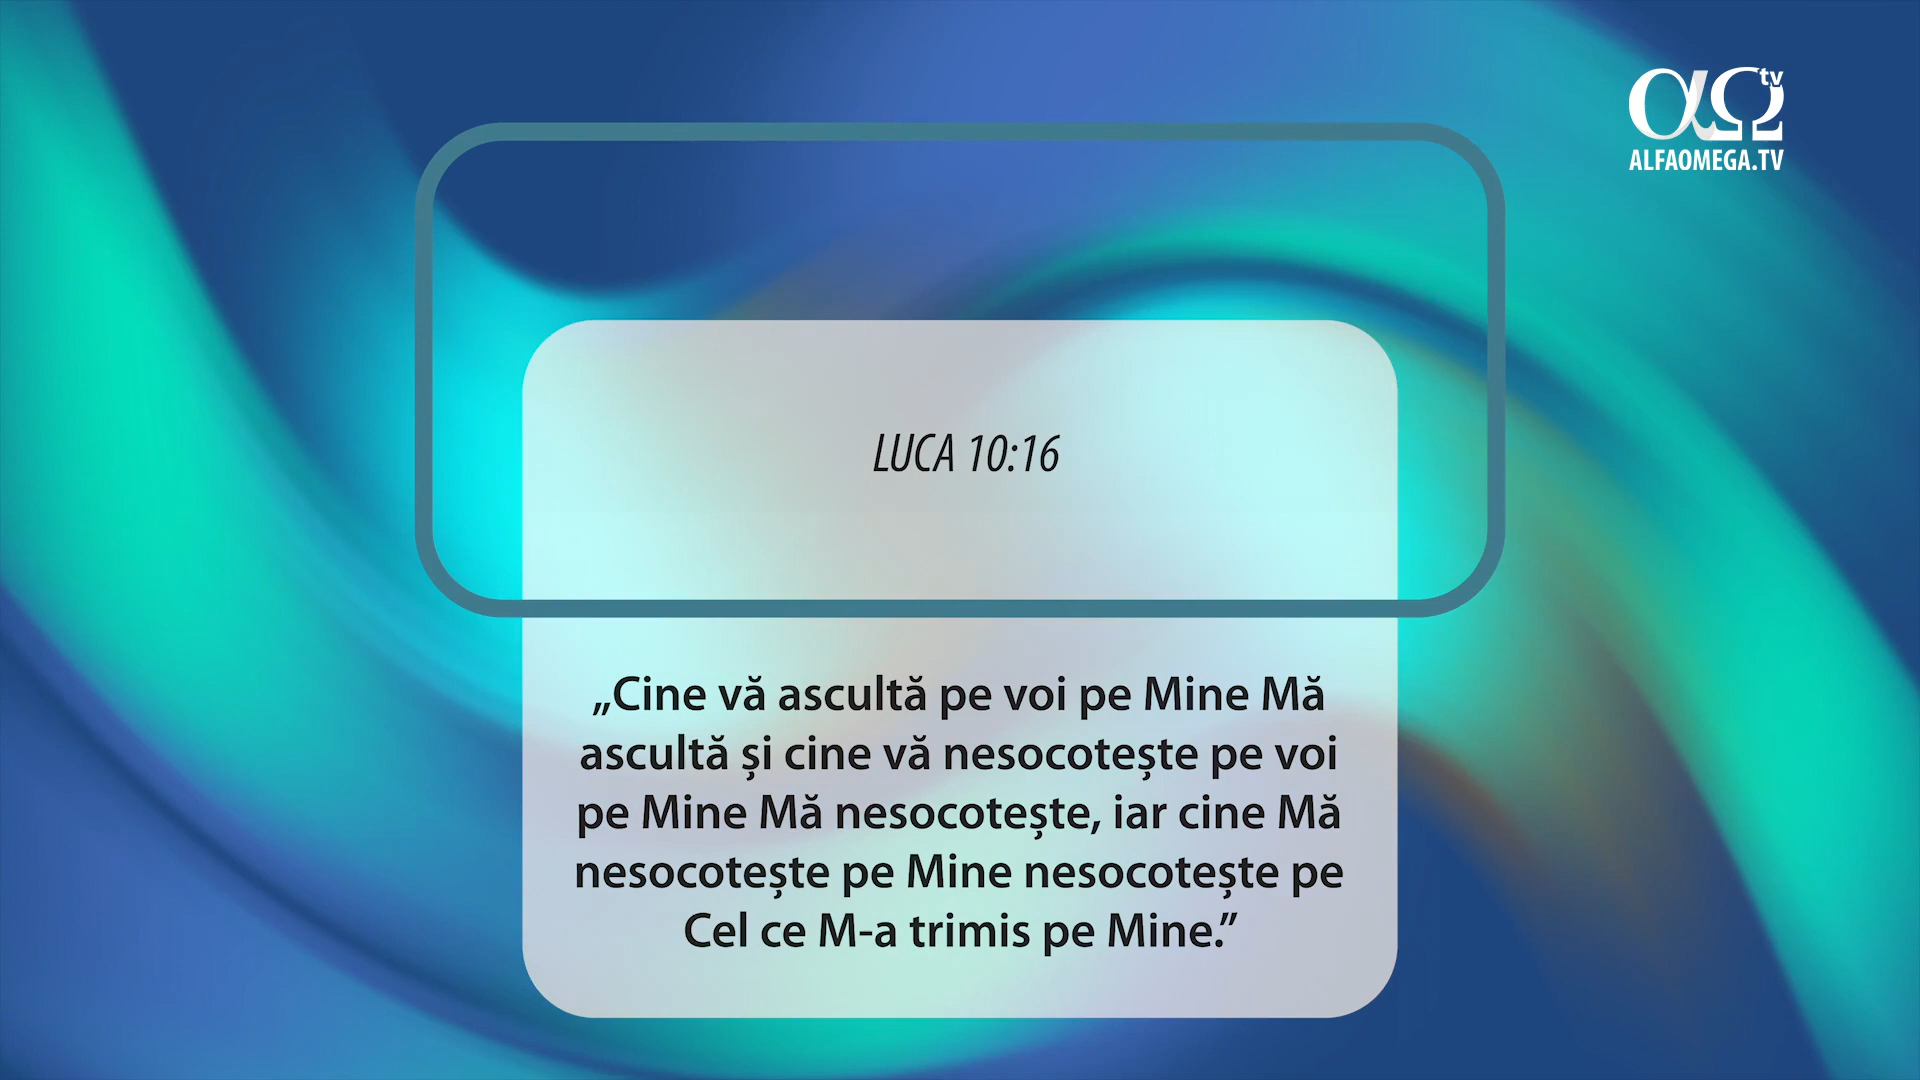 αΩ tv
ALFAOMEGA.TV
LUCA 10:16
„Cine vă ascultă pe voi pe Mine Mă
ascultă și cine vă nesocotește pe voi
pe Mine Mă nesocotește, iar cine Mă
nesocotește pe Mine nesocotește pe
Cel ce M-a trimis pe Mine.”